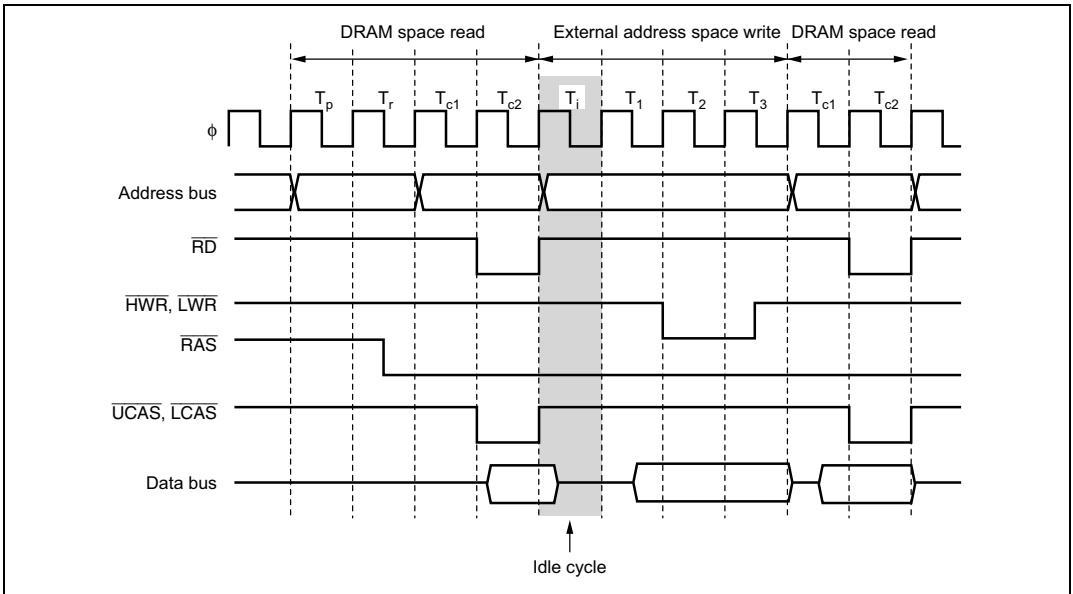 DRAM space read External address space write DRAM space read
Tp Tr Tc1 Tc2 Ti T1 T2 T3 Tc1 Tc2
ϕ
Address bus
RD
HWR, LWR
RAS
UCAS, LCAS
Data bus
Idle cycle